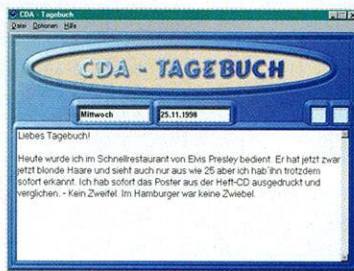 CDA - Tagebuch
Datei Optionen Hilfe
CDA - TAGEBUCH
Mittwoch 25.11.1998
Liebes Tagebuch!
Heute wurde ich im Schnellrestaurant von Elvis Presley bedient. Er hat jetzt zwar
jetzt blonde Haare und sieht auch nur aus wie 25 aber ich hab'ihn trotzdem
sofort erkannt. Ich hab sofort das Poster aus der Heft-CD ausgedruckt und
verglichen. - Kein Zweifel. Im Hamburger war keine Zwiebel.